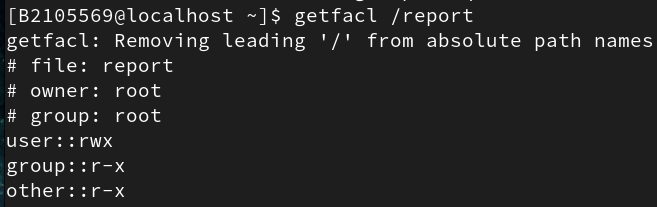 [B2105569@localhost ~]$ getfacl /report
getfacl: Removing leading '/' from absolute path names
# file: report
# owner: root
# group: root
user::rwx
group::r-x
other::r-x